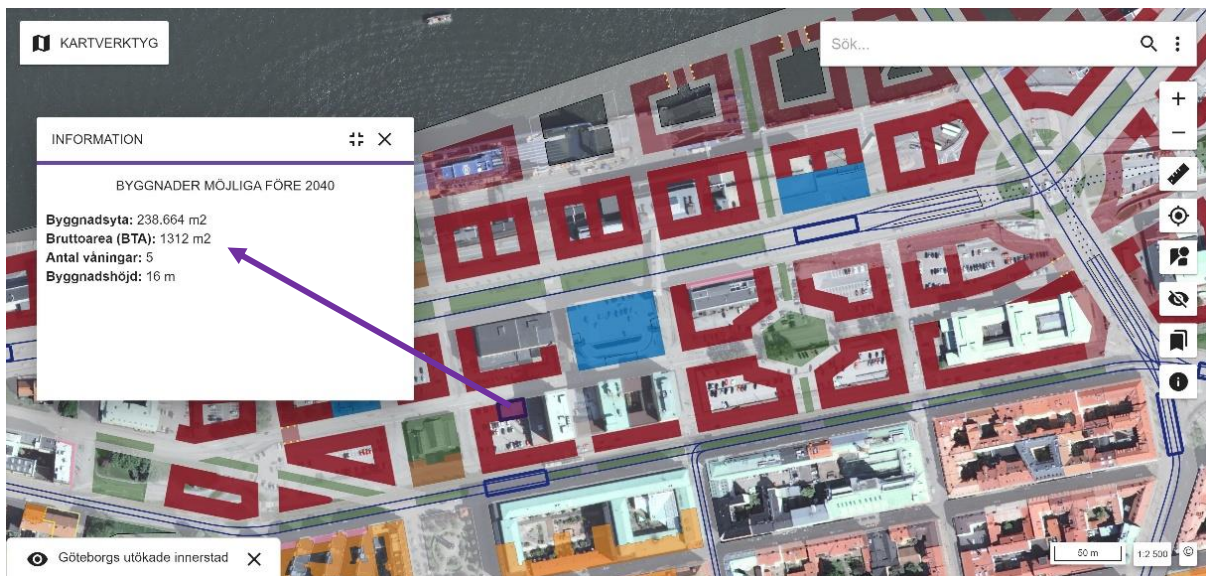 KARTVERKTYG
Sök...
INFORMATION
BYGGNADER MÖJLIGA FÖRE 2040
Byggnadsyta: 238.664 m2
Bruttoarea (BTA): 1312 m2
Antal våningar: 5
Byggnadshöjd: 16 m
Göteborgs utökade innerstad
50 m
1:2 500
©